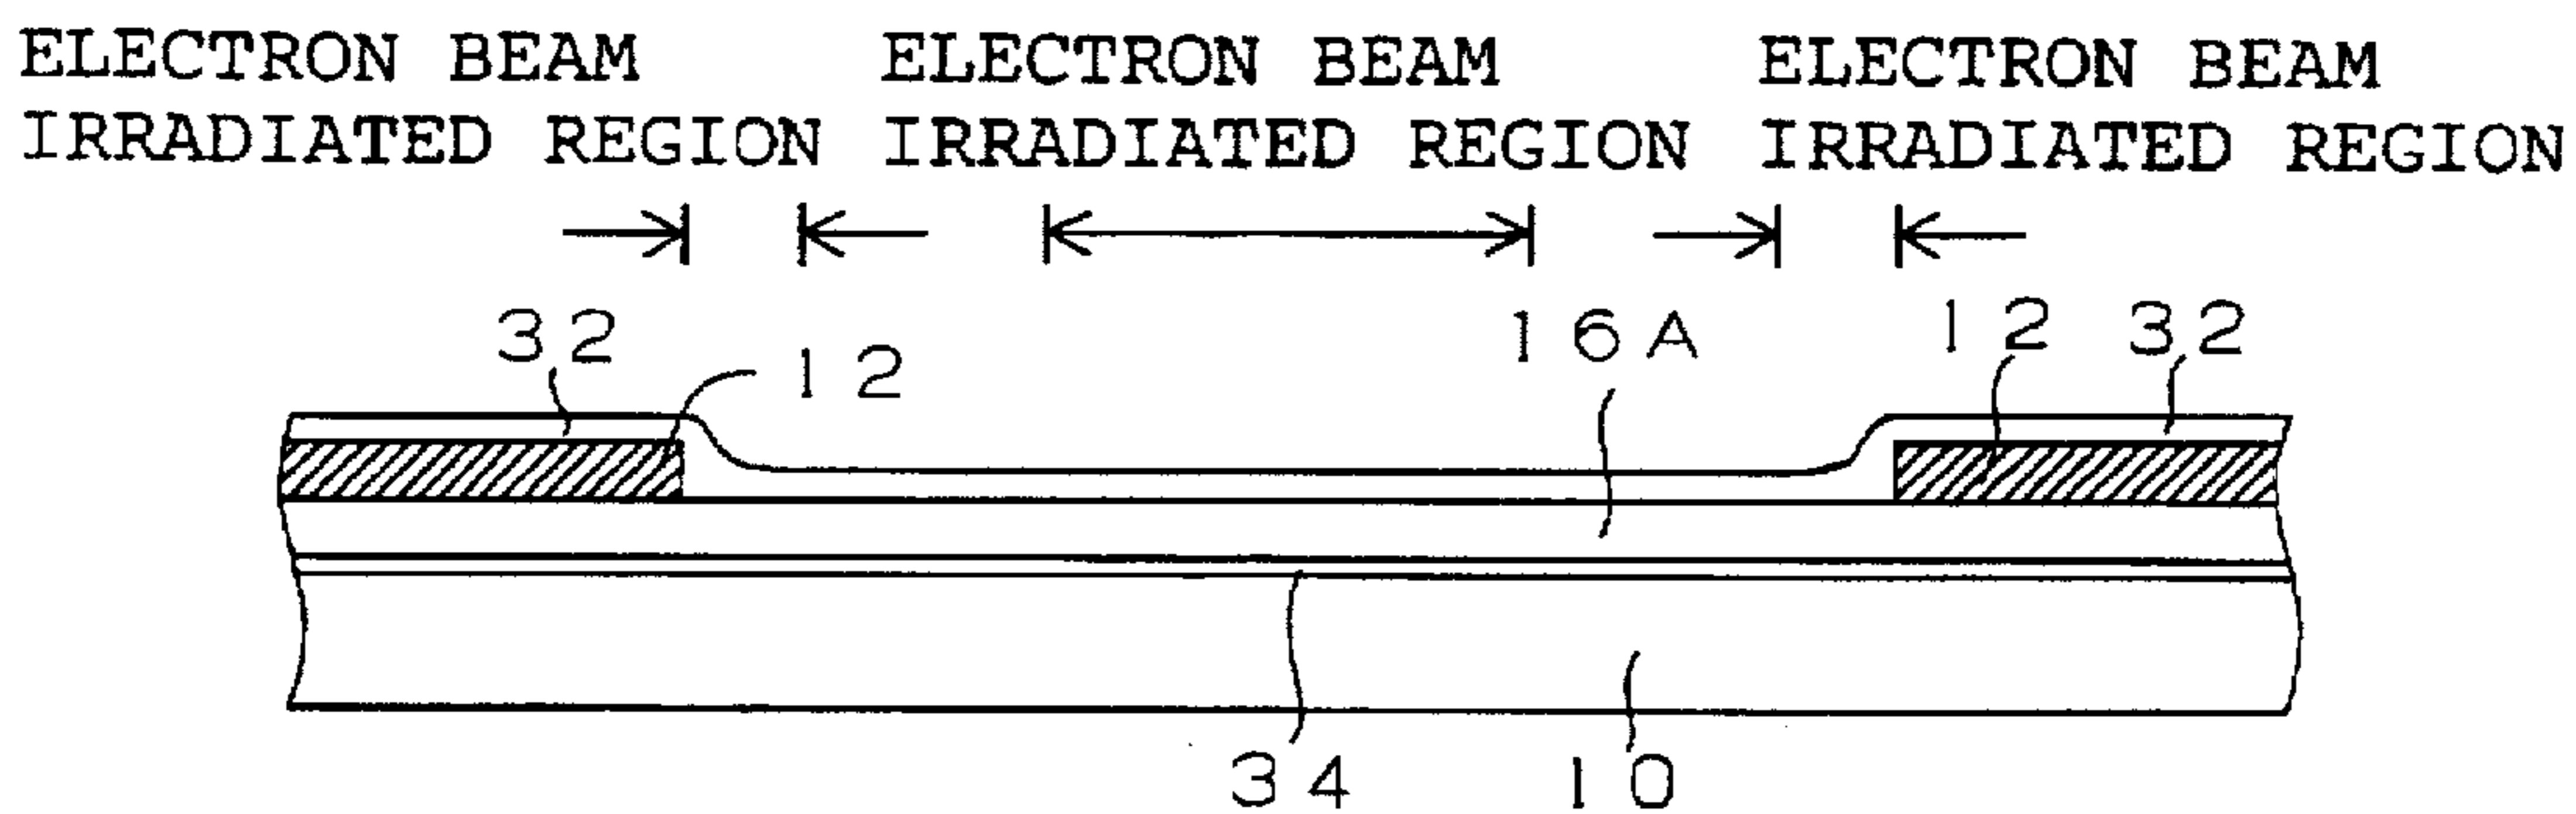 ELECTRON BEAM
IRRADIATED REGION
ELECTRON BEAM
IRRADIATED REGION
ELECTRON BEAM
IRRADIATED REGION
32
12
16A
12
32
34
10